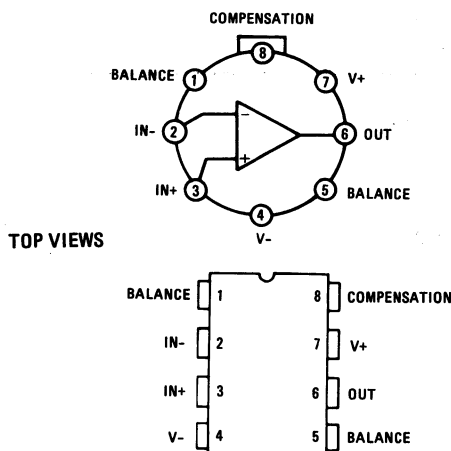 COMPENSATION
8
BALANCE 1 7 V+
IN- 2 - 6 OUT
IN+ 3 + 5 BALANCE
4
V-
TOP VIEWS
BALANCE 1 8 COMPENSATION
IN- 2 7 V+
IN+ 3 6 OUT
V- 4 5 BALANCE